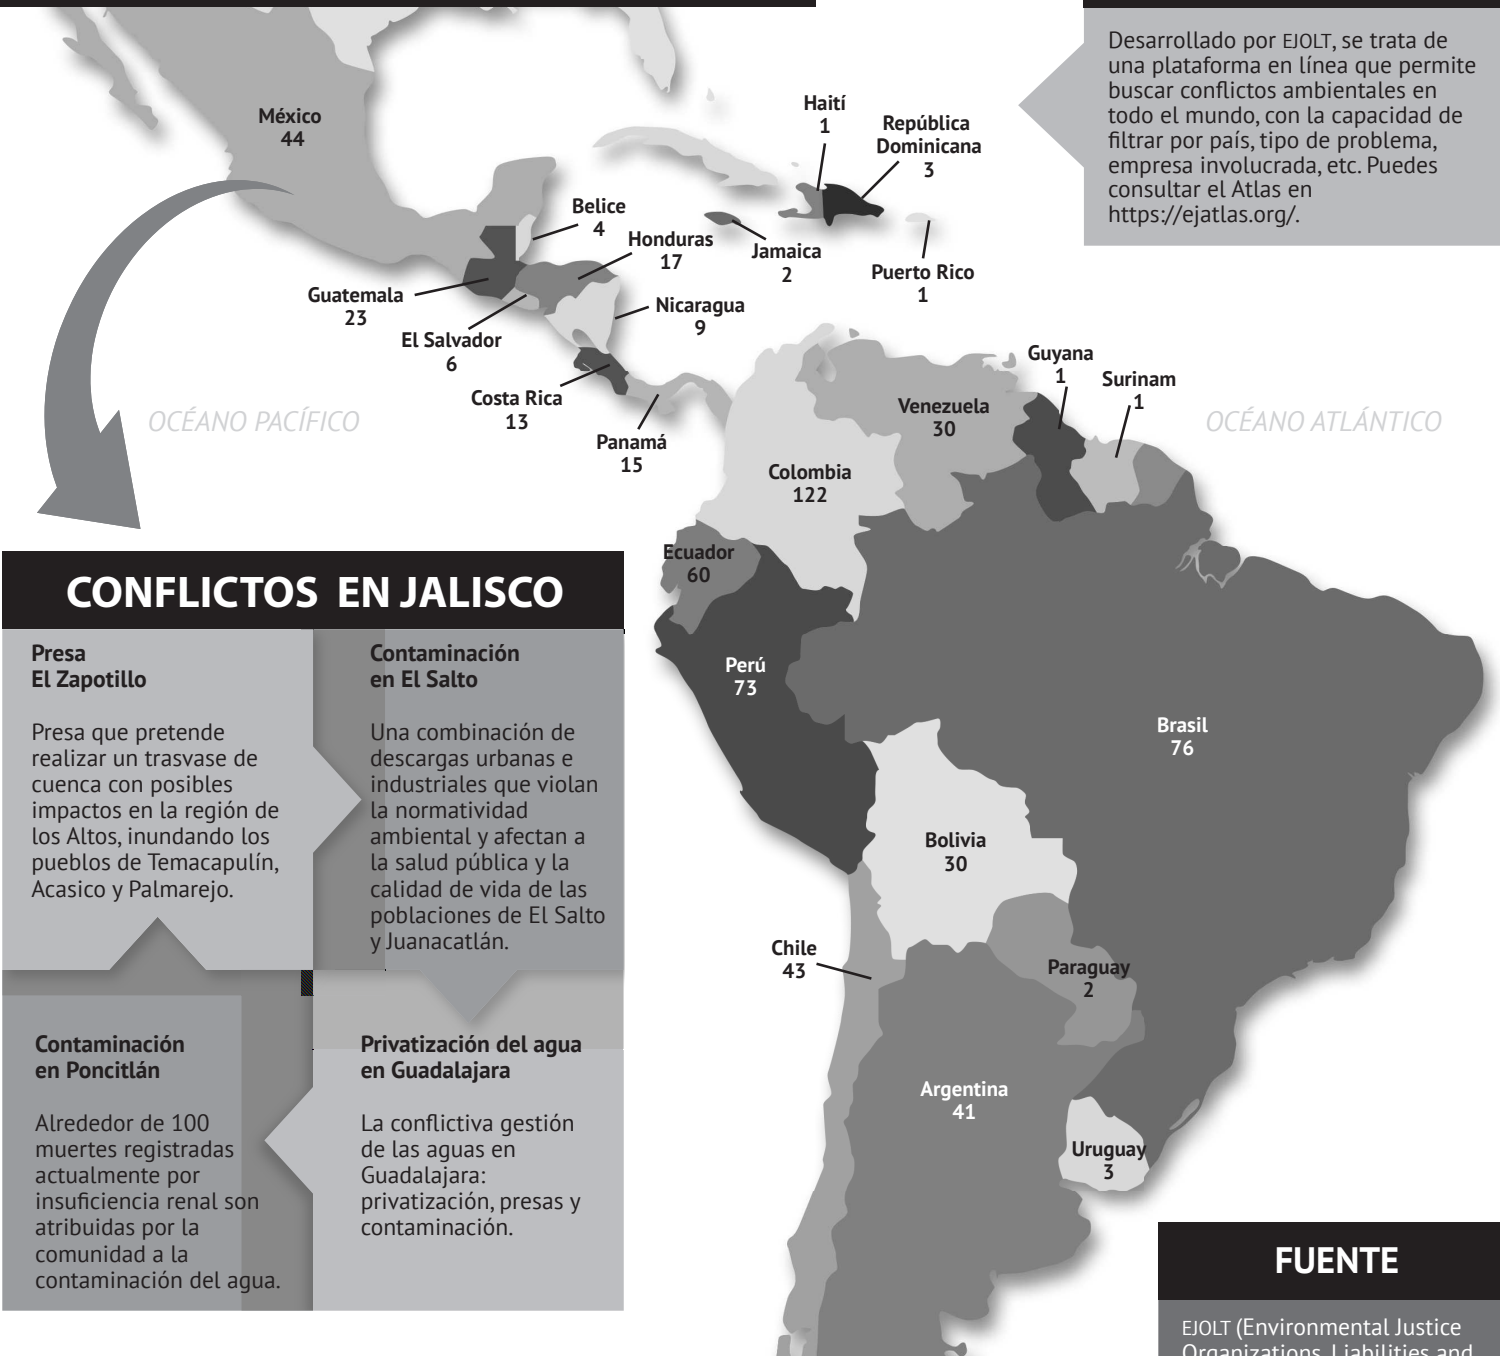 Desarrollado por EJOLT, se trata de
una plataforma en línea que permite
buscar conflictos ambientales en
todo el mundo, con la capacidad de
filtrar por país, tipo de problema,
empresa involucrada, etc. Puedes
consultar el Atlas en
https://ejatlas.org/.
México
44
Haití
1
República
Dominicana
3
Belice
4
Honduras
17
Jamaica
2
Puerto Rico
1
Guatemala
23
Nicaragua
9
El Salvador
6
Costa Rica
13
Panamá
15
OCÉANO PACÍFICO
OCÉANO ATLÁNTICO
Guyana
1
Surinam
1
Venezuela
30
Colombia
122
Ecuador
60
Perú
73
Brasil
76
Bolivia
30
Chile
43
Paraguay
2
Argentina
41
Uruguay
3
CONFLICTOS EN JALISCO
Presa
El Zapotillo
Presa que pretende
realizar un trasvase de
cuenca con posibles
impactos en la región de
los Altos, inundando los
pueblos de Temacapulín,
Acasico y Palmarejo.
Contaminación
en El Salto
Una combinación de
descargas urbanas e
industriales que violan
la normatividad
ambiental y afectan a
la salud pública y la
calidad de vida de las
poblaciones de El Salto
y Juanacatlán.
Contaminación
en Poncitlán
Alrededor de 100
muertes registradas
actualmente por
insuficiencia renal son
atribuidas por la
comunidad a la
contaminación del agua.
Privatización del agua
en Guadalajara
La conflictiva gestión
de las aguas en
Guadalajara:
privatización, presas y
contaminación.
FUENTE
EJOLT (Environmental Justice
Organizations, Liabilities and